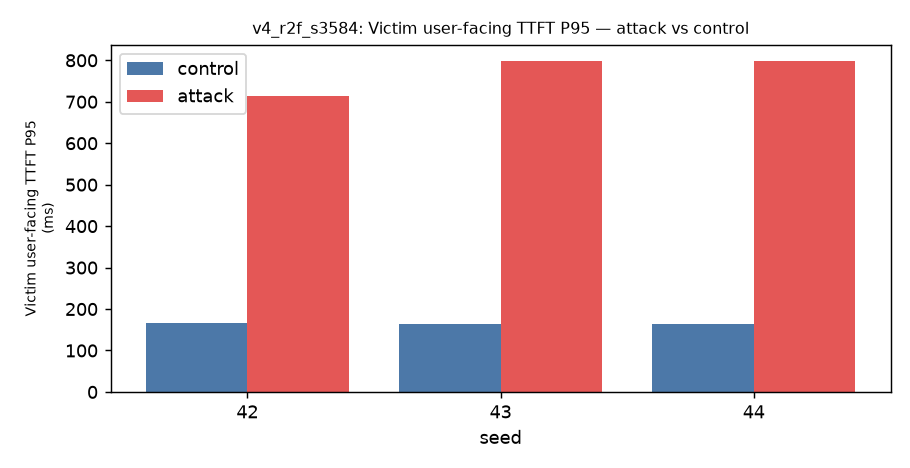 v4_r2f_s3584: Victim user-facing TTFT P95 — attack vs control
Victim user-facing TTFT P95
(ms)
800
700
600
500
400
300
200
100
0
control
attack
42
43
44
seed